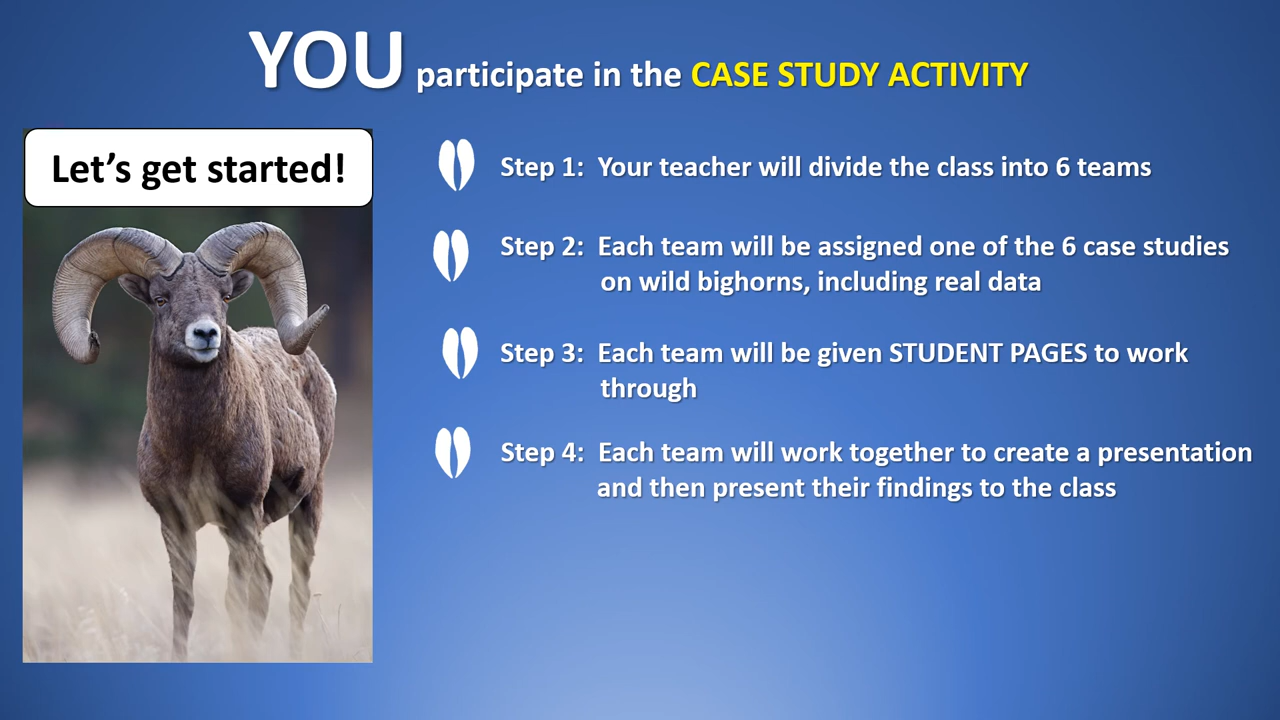 YOU participate in the CASE STUDY ACTIVITY
Let's get started!
Step 1: Your teacher will divide the class into 6 teams
Step 2: Each team will be assigned one of the 6 case studies
on wild bighorns, including real data
Step 3: Each team will be given STUDENT PAGES to work
through
Step 4: Each team will work together to create a presentation
and then present their findings to the class